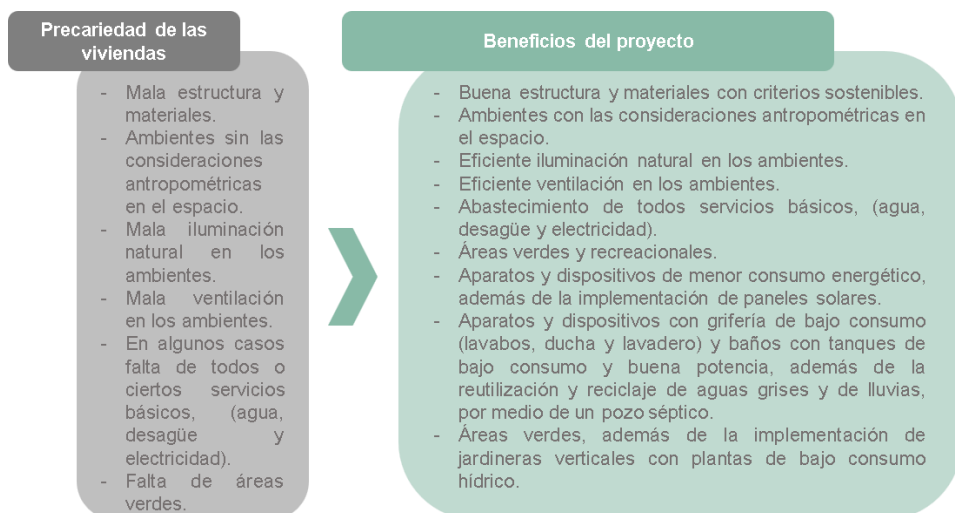 Precariedad de las
viviendas
- Mala estructura y
materiales.
- Ambientes sin las
consideraciones
antropométricas
en el espacio.
- Mala iluminación
natural en los
ambientes.
- Mala ventilación
en los ambientes.
- En algunos casos
falta de todos o
ciertos servicios
básicos, (agua,
desagüe y
electricidad).
- Falta de áreas
verdes.
Beneficios del proyecto
- Buena estructura y materiales con criterios sostenibles.
- Ambientes con las consideraciones antropométricas en
el espacio.
- Eficiente iluminación natural en los ambientes.
- Eficiente ventilación en los ambientes.
- Abastecimiento de todos servicios básicos, (agua,
desagüe y electricidad).
- Áreas verdes y recreacionales.
- Aparatos y dispositivos de menor consumo energético,
además de la implementación de paneles solares.
- Aparatos y dispositivos con grifería de bajo consumo
(lavabos, ducha y lavadero) y baños con tanques de
bajo consumo y buena potencia, además de la
reutilización y reciclaje de aguas grises y de lluvias,
por medio de un pozo séptico.
- Áreas verdes, además de la implementación de
jardineras verticales con plantas de bajo consumo
hídrico.